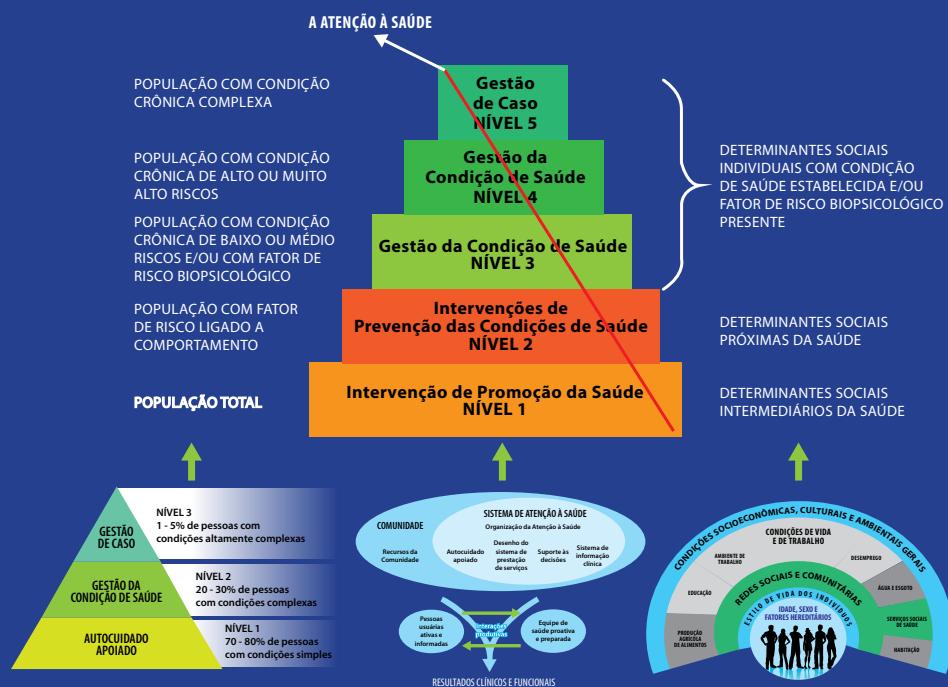 A ATENÇÃO À SAÚDE
POPULAÇÃO COM CONDIÇÃO
CRÔNICA COMPLEXA
POPULAÇÃO COM CONDIÇÃO
CRÔNICA DE ALTO OU MUITO
ALTO RISCOS
POPULAÇÃO COM CONDIÇÃO
CRÔNICA DE BAIXO OU MÉDIO
RISCOS E/OU COM FATOR DE
RISCO BIOPSICOLÓGICO
POPULAÇÃO COM FATOR
DE RISCO LIGADO A
COMPORTAMENTO
POPULAÇÃO TOTAL
Gestão
de Caso
NÍVEL 5
Gestão da
Condição de Saúde
NÍVEL 4
Gestão da Condição de Saúde
NÍVEL 3
Intervenções de
Prevenção das Condições de Saúde
NÍVEL 2
Intervenção de Promoção da Saúde
NÍVEL 1
DETERMINANTES SOCIAIS
INDIVIDUAIS COM CONDIÇÃO
DE SAÚDE ESTABELECIDA E/OU
FATOR DE RISCO BIOPSICOLÓGICO
PRESENTE
DETERMINANTES SOCIAIS
PRÓXIMAS DA SAÚDE
DETERMINANTES SOCIAIS
INTERMEDIÁRIOS DA SAÚDE
GESTÃO
DE CASO
NÍVEL 3
1 - 5% de pessoas com
condições altamente complexas
GESTÃO DA
CONDIÇÃO DE SAÚDE
NÍVEL 2
20 - 30% de pessoas
com condições complexas
AUTOCUIDADO
APOIADO
NÍVEL 1
70 - 80% de pessoas
com condições simples
COMUNIDADE
Recursos da
Comunidade
SISTEMA DE ATENÇÃO À SAÚDE
Organização da Atenção à Saúde
Autocuidado
apoiado
Desenho do
sistema de
prestação
de serviços
Suporte às
decisões
Sistema de
informação
clínica
Pessoas
usuárias
ativas e
informadas
Interações
produtivas
Equipe de
saúde proativa
e preparada
RESULTADOS CLÍNICOS E FUNCIONAIS
CONDIÇÕES SOCIOECONÔMICAS, CULTURAIS E AMBIENTAIS GERAIS
CONDIÇÕES DE VIDA
E DE TRABALHO
AMBIENTE DE
TRABALHO
DESEMPREGO
EDUCAÇÃO
ÁGUA E ESGOTO
PRODUÇÃO
AGRÍCOLA
DE ALIMENTOS
SERVIÇOS SOCIAIS
DE SAÚDE
HABITAÇÃO
REDES SOCIAIS E COMUNITÁRIAS
ESTILO DE VIDA DOS INDIVÍDUOS
IDADE, SEXO E
FATORES HEREDITÁRIOS